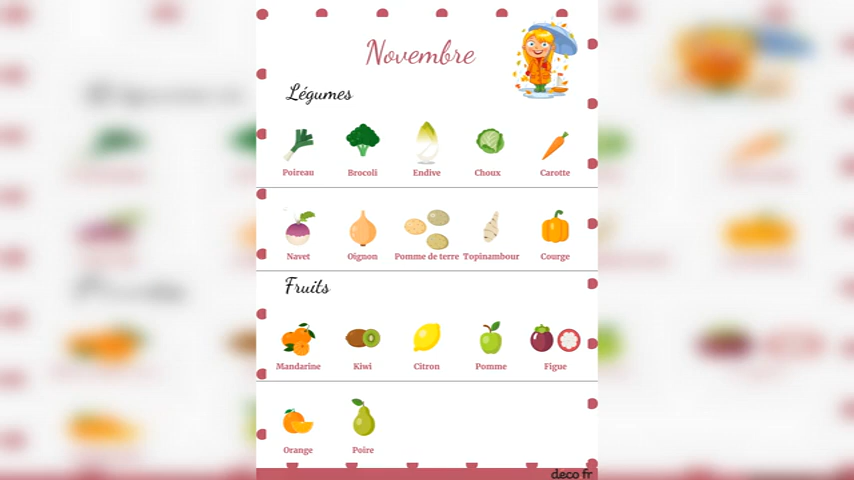 Novembre
Légumes
Poireau Brocoli Endive Choux Carotte
Navet Oignon Pomme de terre Topinambour Courge
Fruits
Mandarine Kiwi Citron Pomme Figue
Orange Poire
deco fr